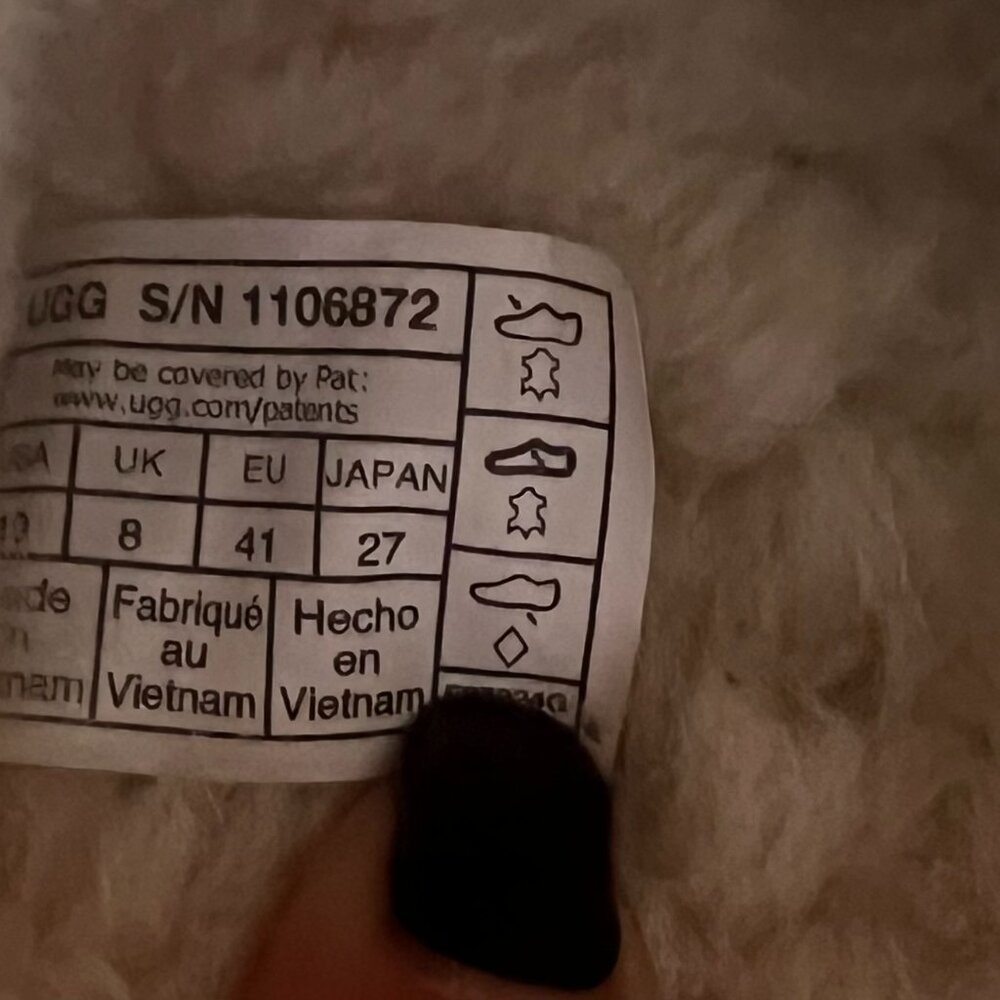 UGG S/N 1106872
May be covered by Pat:
www.ugg.com/patents
UK EU JAPAN
8 41 27
Fabriqué
au
Vietnam
Hecho
en
Vietnam